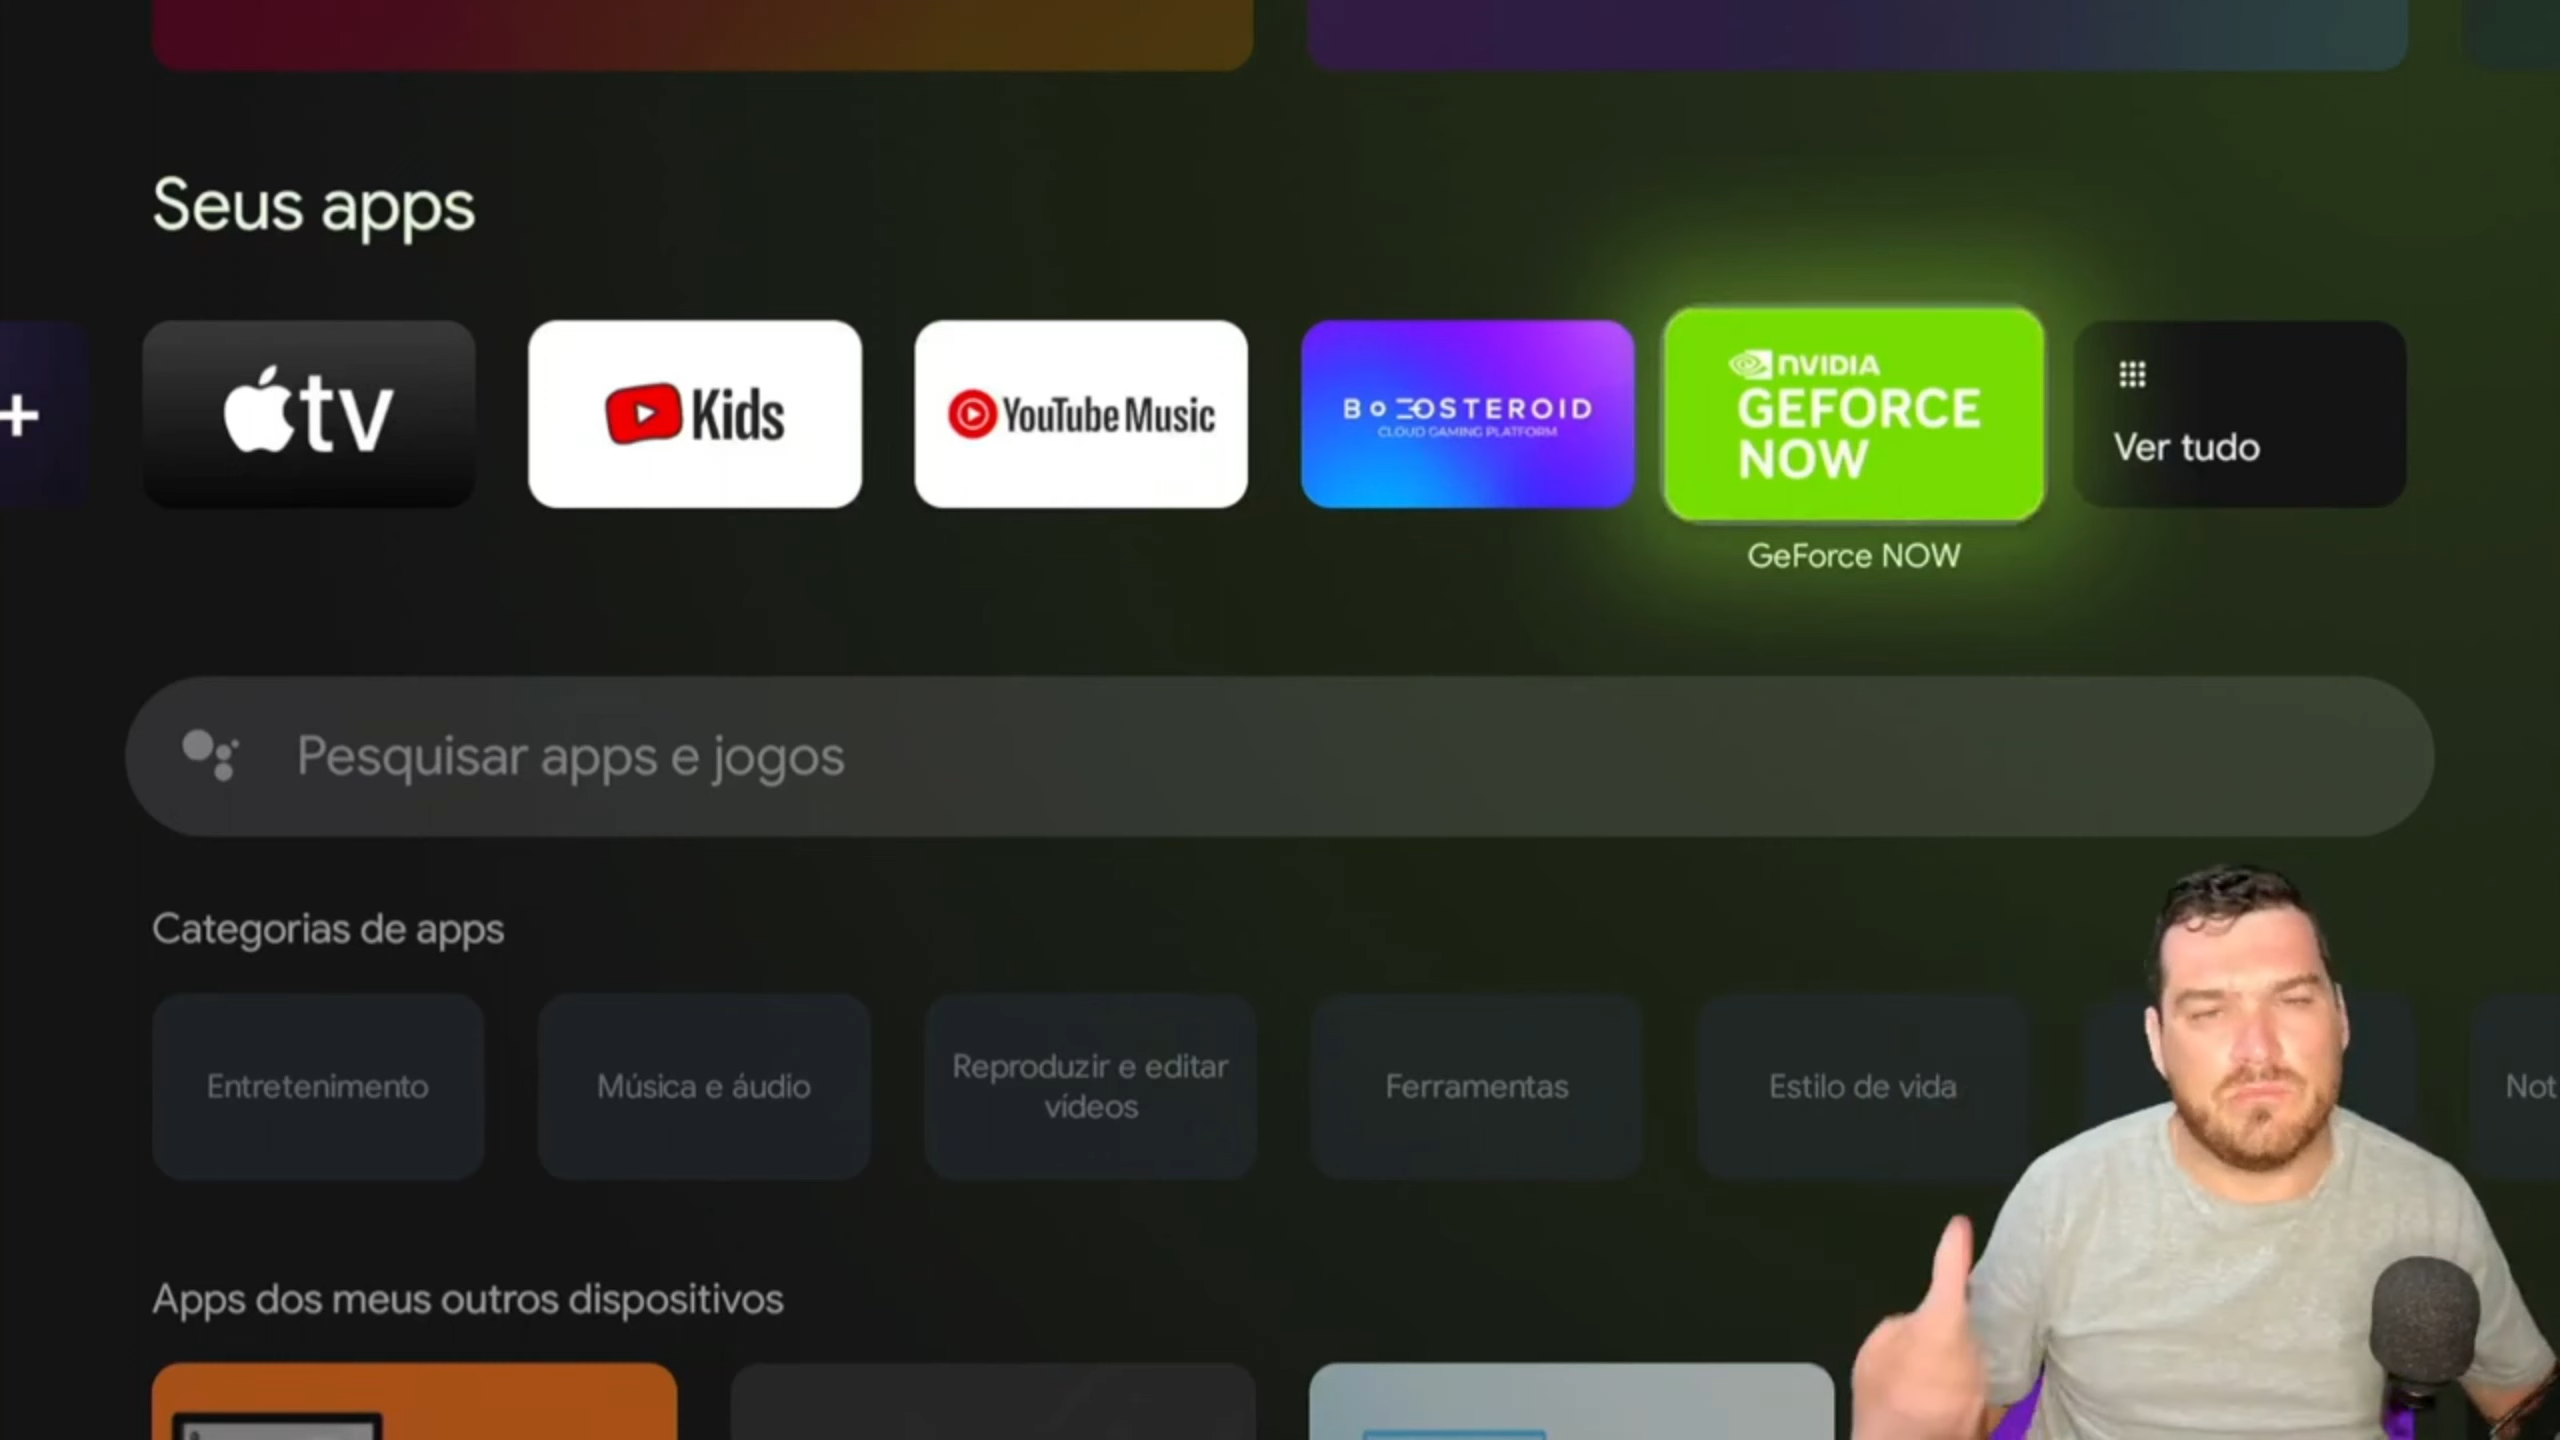 Seus apps
+
tv
Kids
YouTube Music
BOOSTEROID
CLOUD GAMING PLATFORM
NVIDIA
GEFORCE
NOW
Ver tudo
GeForce NOW
Pesquisar apps e jogos
Categorias de apps
Entretenimento
Música e áudio
Reproduzir e editar
vídeos
Ferramentas
Estilo de vida
Not
Apps dos meus outros dispositivos